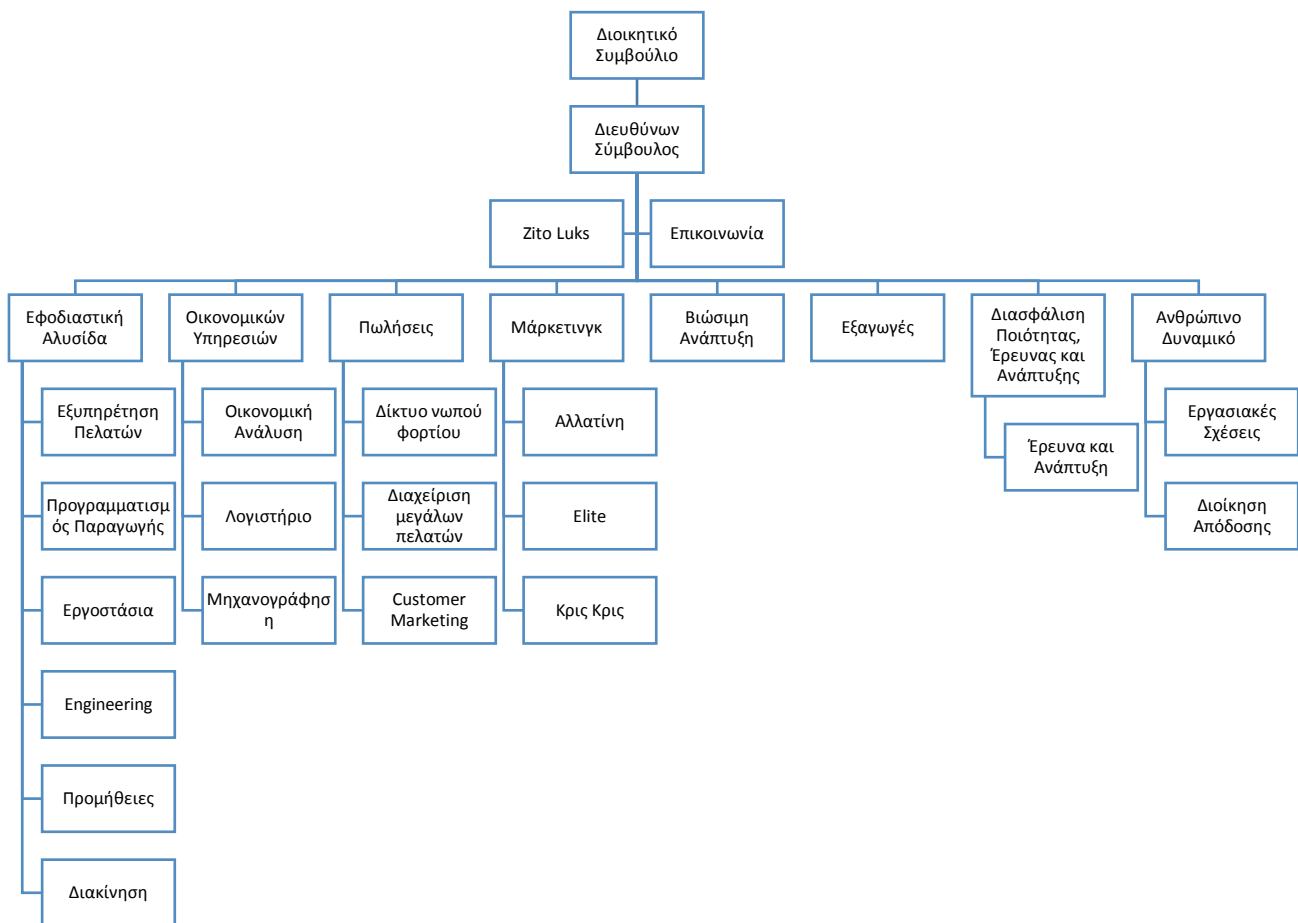 Διοικητικό
Συμβούλιο
Διευθύνων
Σύμβουλος
Zito Luks
Επικοινωνία
Εφοδιαστική
Αλυσίδα
Οικονομικών
Υπηρεσιών
Πωλήσεις
Μάρκετινγκ
Βιώσιμη
Ανάπτυξη
Εξαγωγές
Διασφάλιση
Ποιότητας,
Έρευνας και
Ανάπτυξης
Ανθρώπινο
Δυναμικό
Εξυπηρέτηση
Πελατών
Προγραμματισμ
ός Παραγωγής
Εργοστάσια
Engineering
Προμήθειες
Διακίνηση
Οικονομική
Ανάλυση
Λογιστήριο
Μηχανογράφησ
η
Δίκτυο νωπού
φορτίου
Διαχείριση
μεγάλων
πελατών
Customer
Marketing
Αλλατίνη
Elite
Κρις Κρις
Έρευνα και
Ανάπτυξη
Εργασιακές
Σχέσεις
Διοίκηση
Απόδοσης